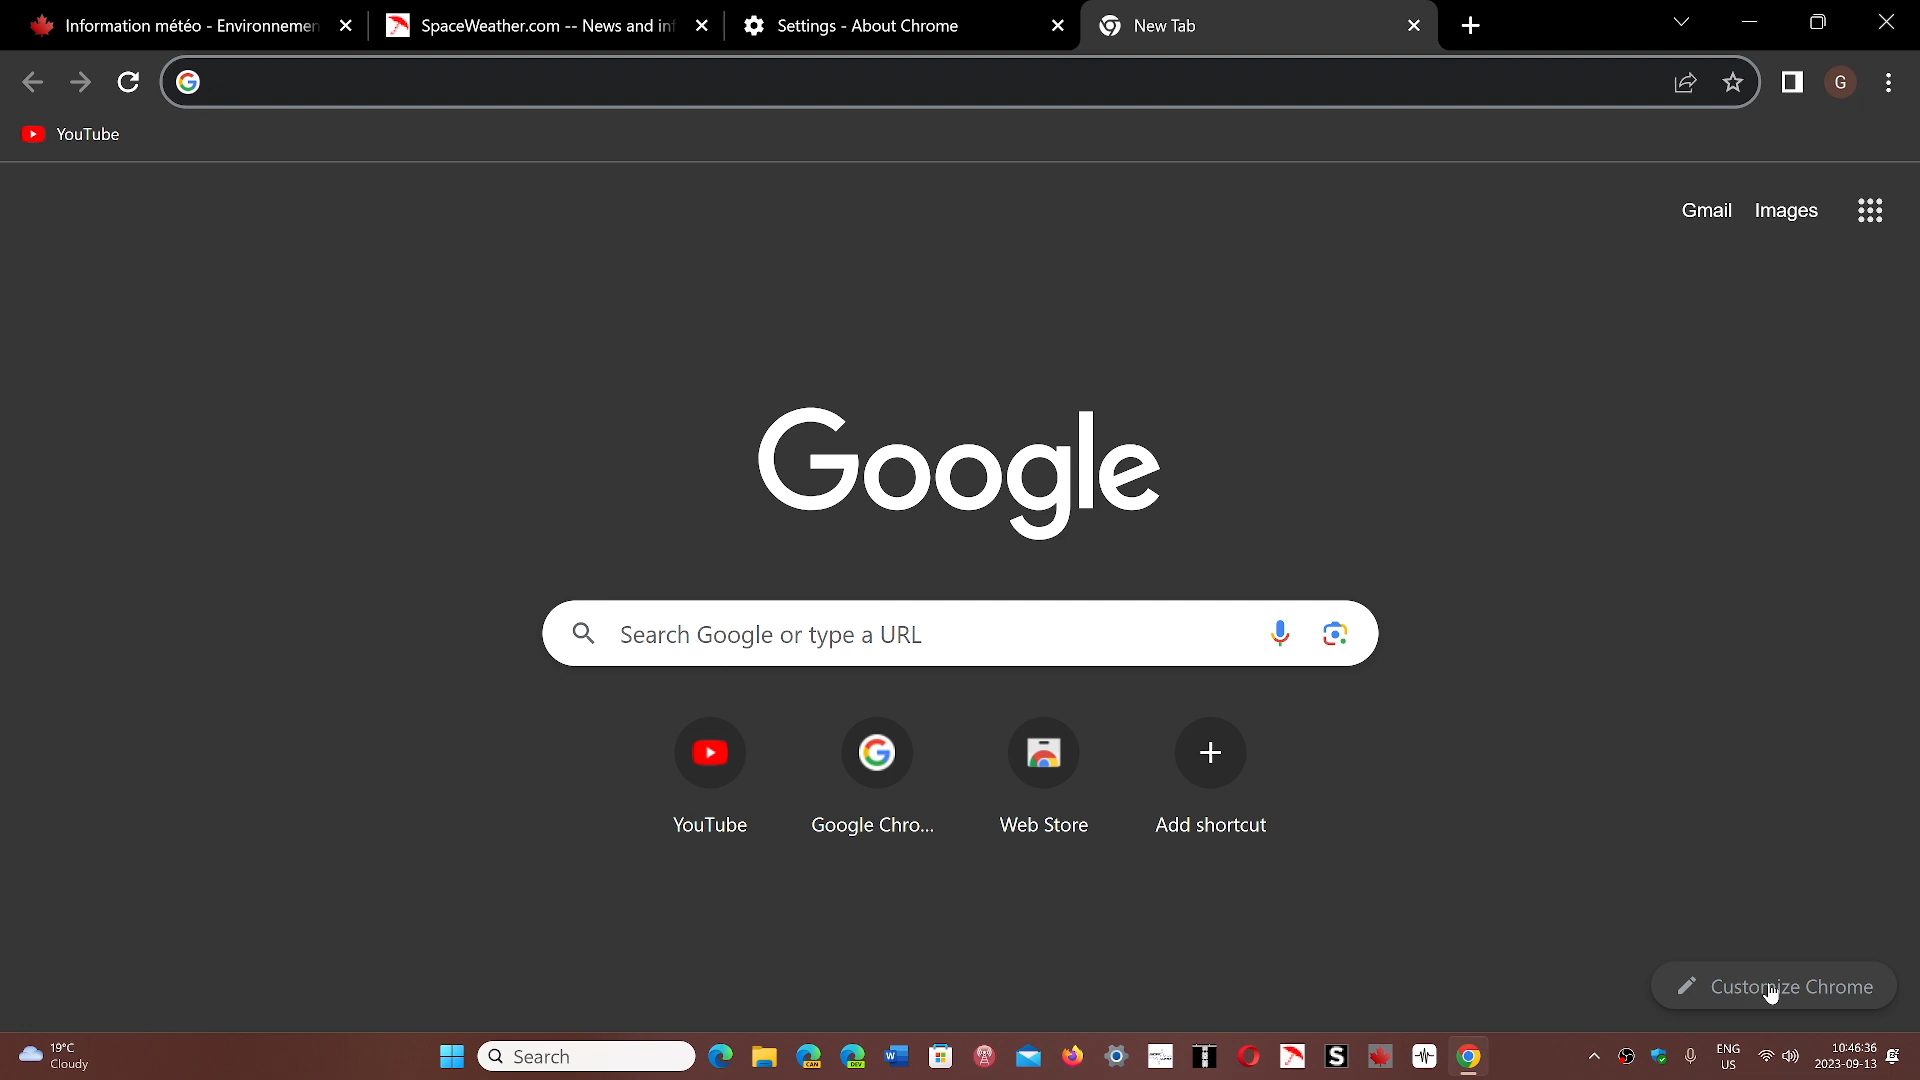 Information météo - Environnemen
SpaceWeather.com -- News and inf
Settings - About Chrome
New Tab
G
YouTube
Gmail Images
Google
Search Google or type a URL
YouTube
Google Chro...
Web Store
Add shortcut
Customize Chrome
19°C
Cloudy
Search
CAN
DEV
W
S
ENG
US
10:46:36
2023-09-13